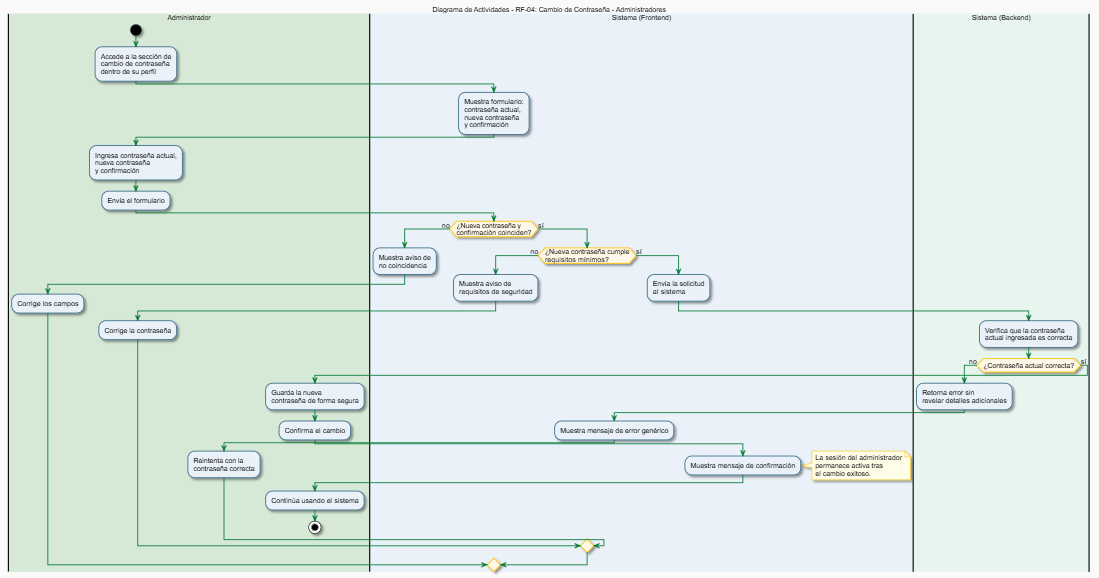 Diagrama de Actividades - RF-04: Cambio de Contraseña - Administradores
Administrador
Sistema (Frontend)
Sistema (Backend)
Accede a la sección de
cambio de contraseña
dentro de su perfil
Muestra formulario:
contraseña actual,
nueva contraseña
y confirmación
Ingresa contraseña actual,
nueva contraseña
y confirmación
Envía el formulario
no
¿Nueva contraseña y
confirmación coinciden?
sí
Muestra aviso de
no coincidencia
no
¿Nueva contraseña cumple
requisitos mínimos?
sí
Muestra aviso de
requisitos de seguridad
Envía la solicitud
al sistema
Corrige los campos
Corrige la contraseña
Verifica que la contraseña
actual ingresada es correcta
no
¿Contraseña actual correcta?
sí
Guarda la nueva
contraseña de forma segura
Retorna error sin
revelar detalles adicionales
Confirma el cambio
Muestra mensaje de error genérico
Reintenta con la
contraseña correcta
Muestra mensaje de confirmación
La sesión del administrador
permanece activa tras
el cambio exitoso.
Continúa usando el sistema